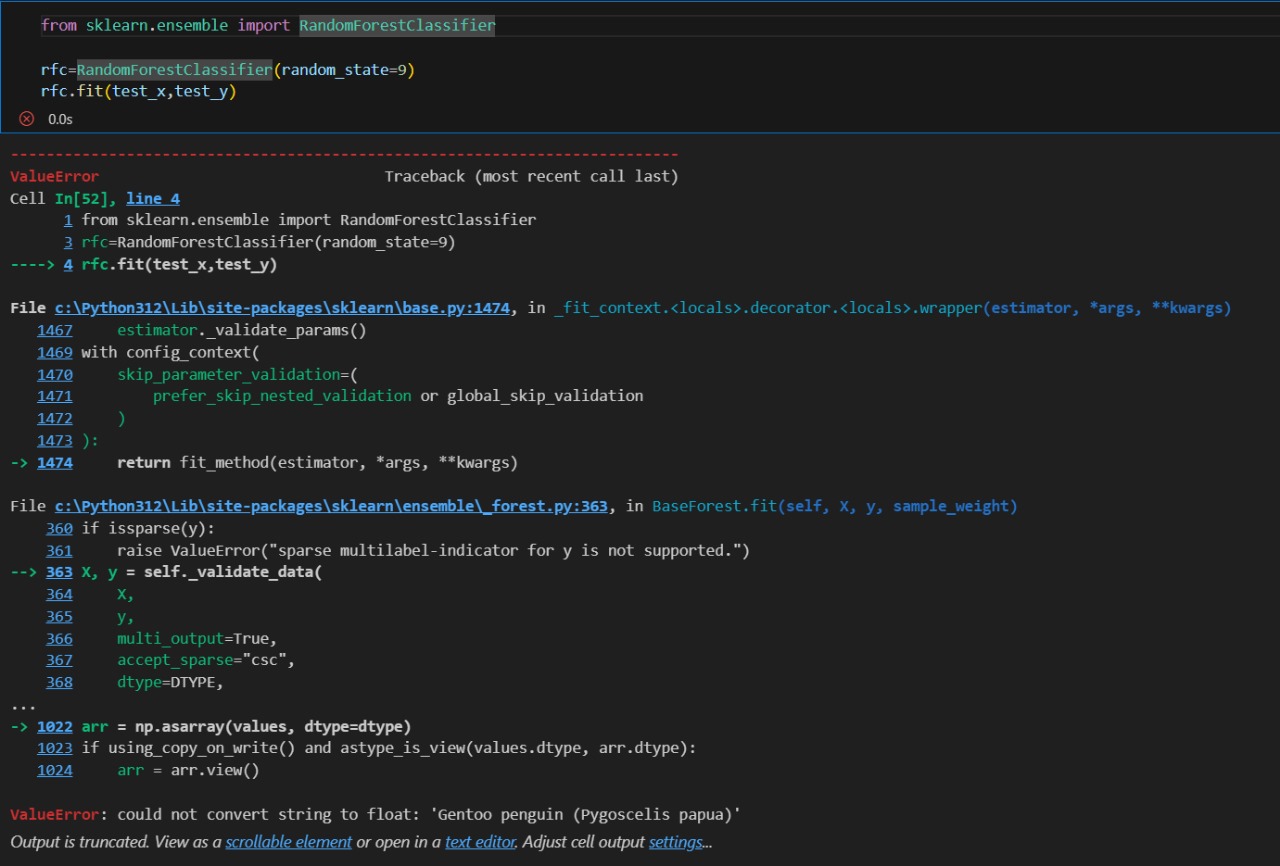 from sklearn.ensemble import RandomForestClassifier
rfc=RandomForestClassifier(random_state=9)
rfc.fit(test_x,test_y)
0.0s
---------------------------------------------------------------------------
ValueError                                Traceback (most recent call last)
Cell In[52], line 4
      1 from sklearn.ensemble import RandomForestClassifier
      3 rfc=RandomForestClassifier(random_state=9)
----> 4 rfc.fit(test_x,test_y)
File c:\Python312\Lib\site-packages\sklearn\base.py:1474, in _fit_context.<locals>.decorator.<locals>.wrapper(estimator, *args, **kwargs)
   1467     estimator._validate_params()
   1469 with config_context(
   1470     skip_parameter_validation=(
   1471         prefer_skip_nested_validation or global_skip_validation
   1472     )
   1473 ):
-> 1474     return fit_method(estimator, *args, **kwargs)
File c:\Python312\Lib\site-packages\sklearn\ensemble\_forest.py:363, in BaseForest.fit(self, X, y, sample_weight)
    360 if issparse(y):
    361     raise ValueError("sparse multilabel-indicator for y is not supported.")
--> 363 X, y = self._validate_data(
    364     X,
    365     y,
    366     multi_output=True,
    367     accept_sparse="csc",
    368     dtype=DTYPE,
...
-> 1022 arr = np.asarray(values, dtype=dtype)
   1023 if using_copy_on_write() and astype_is_view(values.dtype, arr.dtype):
   1024     arr = arr.view()
ValueError: could not convert string to float: 'Gentoo penguin (Pygoscelis papua)'
Output is truncated. View as a scrollable element or open in a text editor. Adjust cell output settings...